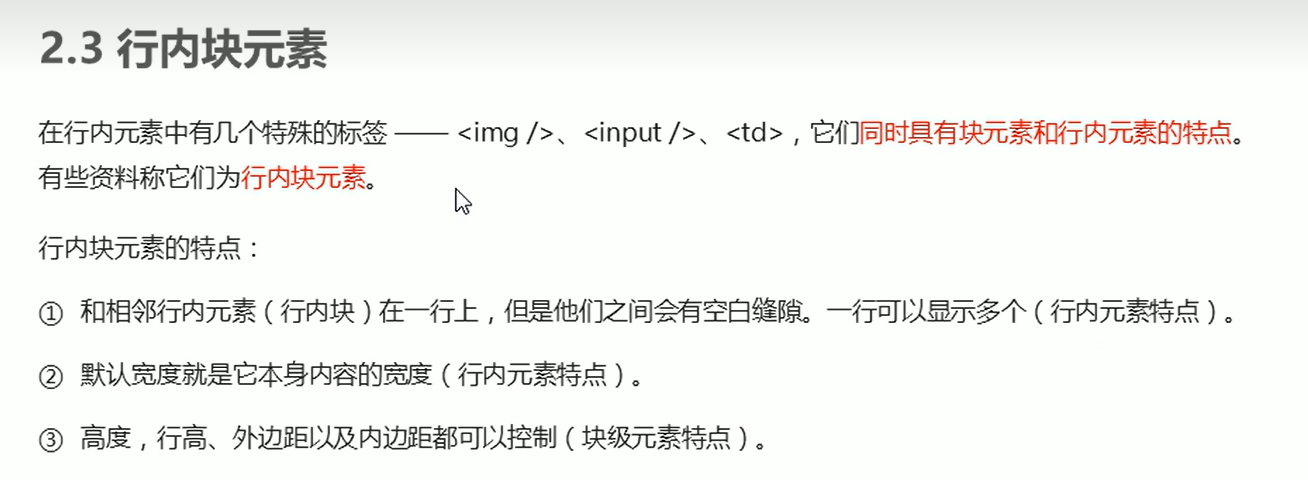 2.3 行内块元素
在行内元素中有几个特殊的标签 —— <img />、<input />、<td>，它们同时具有块元素和行内元素的特点。
有些资料称它们为行内块元素。
行内块元素的特点：
① 和相邻行内元素（行内块）在一行上，但是他们之间会有空白缝隙。一行可以显示多个（行内元素特点）。
② 默认宽度就是它本身内容的宽度（行内元素特点）。
③ 高度，行高、外边距以及内边距都可以控制（块级元素特点）。